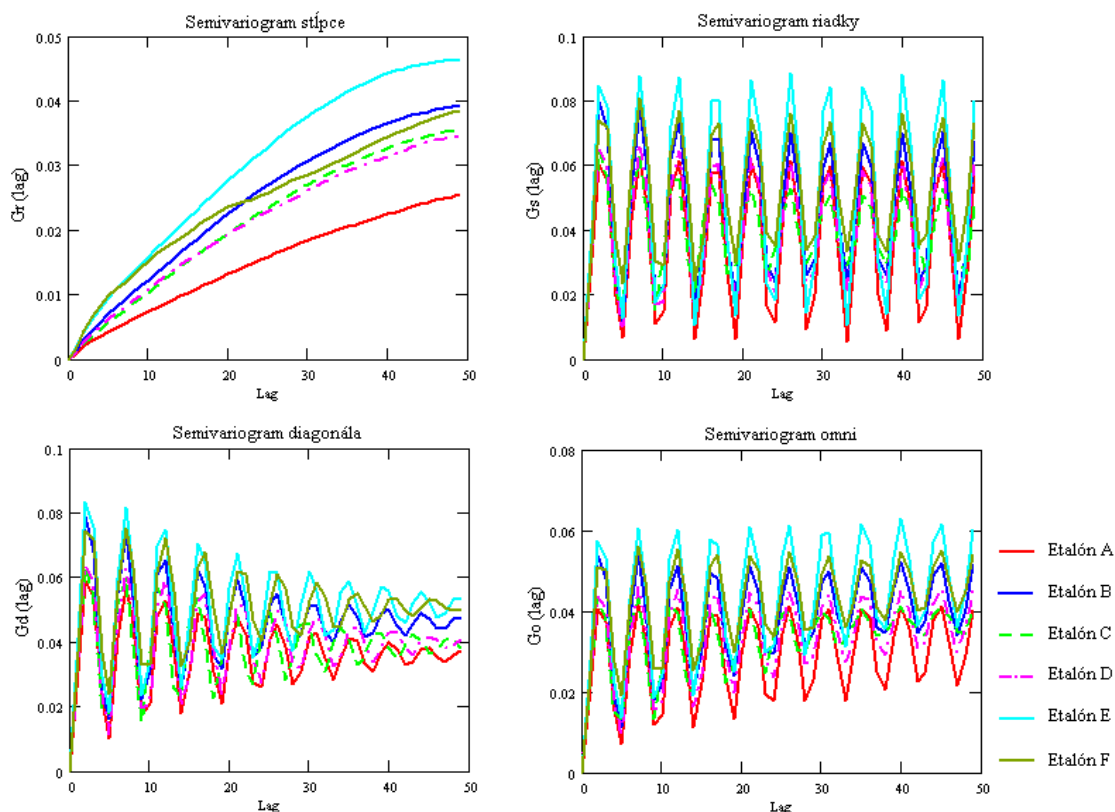 Semivariogram stĺpce
0.05
0.04
0.03
0.02
0.01
0
Gr (lag)
0 10 20 30 40 50
Lag
Semivariogram riadky
0.1
0.08
0.06
0.04
0.02
0
Gs (lag)
0 10 20 30 40 50
Lag
Semivariogram diagonála
0.1
0.08
0.06
0.04
0.02
0
Gd (lag)
0 10 20 30 40 50
Lag
Semivariogram omni
0.08
0.06
0.04
0.02
0
Go (lag)
0 10 20 30 40 50
Lag
Etalón A
Etalón B
Etalón C
Etalón D
Etalón E
Etalón F